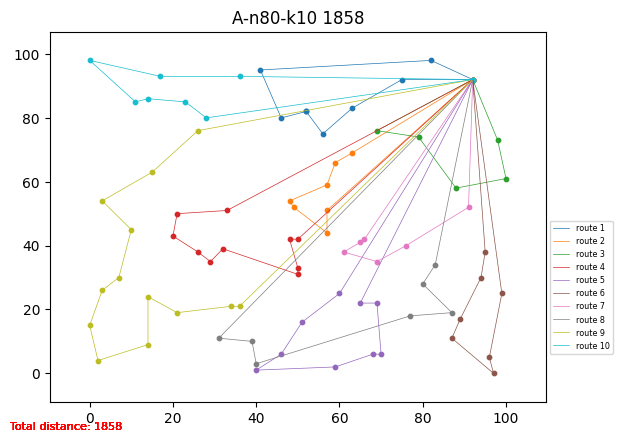 A-n80-k10 1858
100
80
60
40
20
0
0 20 40 60 80 100
route 1
route 2
route 3
route 4
route 5
route 6
route 7
route 8
route 9
route 10
Total distance: 1858